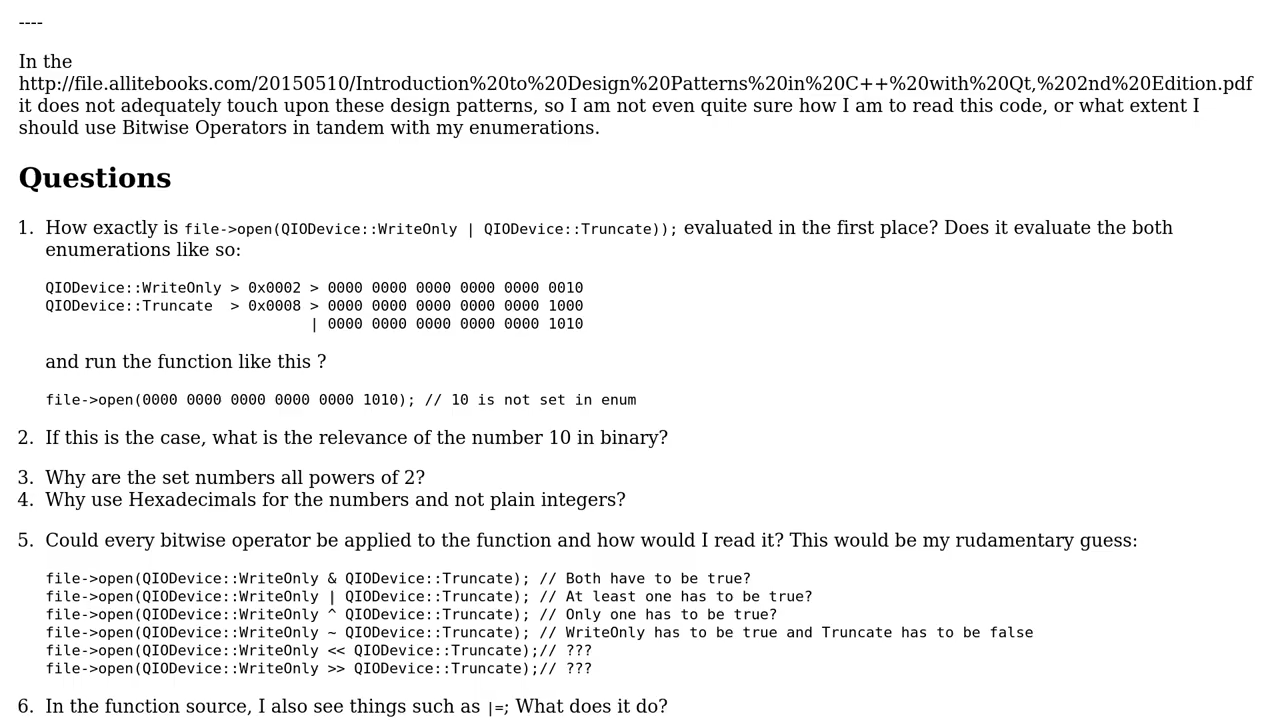 ----
In the
http://file.allitebooks.com/20150510/Introduction%20to%20Design%20Patterns%20in%20C++%20with%20Qt,%202nd%20Edition.pdf
it does not adequately touch upon these design patterns, so I am not even quite sure how I am to read this code, or what extent I
should use Bitwise Operators in tandem with my enumerations.
Questions
1. How exactly is file->open(QIODevice::WriteOnly | QIODevice::Truncate)); evaluated in the first place? Does it evaluate the both
enumerations like so:
QIODevice::WriteOnly > 0x0002 > 0000 0000 0000 0000 0000 0010
QIODevice::Truncate  > 0x0008 > 0000 0000 0000 0000 0000 1000
                              | 0000 0000 0000 0000 0000 1010
and run the function like this ?
file->open(0000 0000 0000 0000 0000 1010); // 10 is not set in enum
2. If this is the case, what is the relevance of the number 10 in binary?
3. Why are the set numbers all powers of 2?
4. Why use Hexadecimals for the numbers and not plain integers?
5. Could every bitwise operator be applied to the function and how would I read it? This would be my rudamentary guess:
file->open(QIODevice::WriteOnly & QIODevice::Truncate); // Both have to be true?
file->open(QIODevice::WriteOnly | QIODevice::Truncate); // At least one has to be true?
file->open(QIODevice::WriteOnly ^ QIODevice::Truncate); // Only one has to be true?
file->open(QIODevice::WriteOnly ~ QIODevice::Truncate); // WriteOnly has to be true and Truncate has to be false
file->open(QIODevice::WriteOnly << QIODevice::Truncate);// ???
file->open(QIODevice::WriteOnly >> QIODevice::Truncate);// ???
6. In the function source, I also see things such as |=; What does it do?